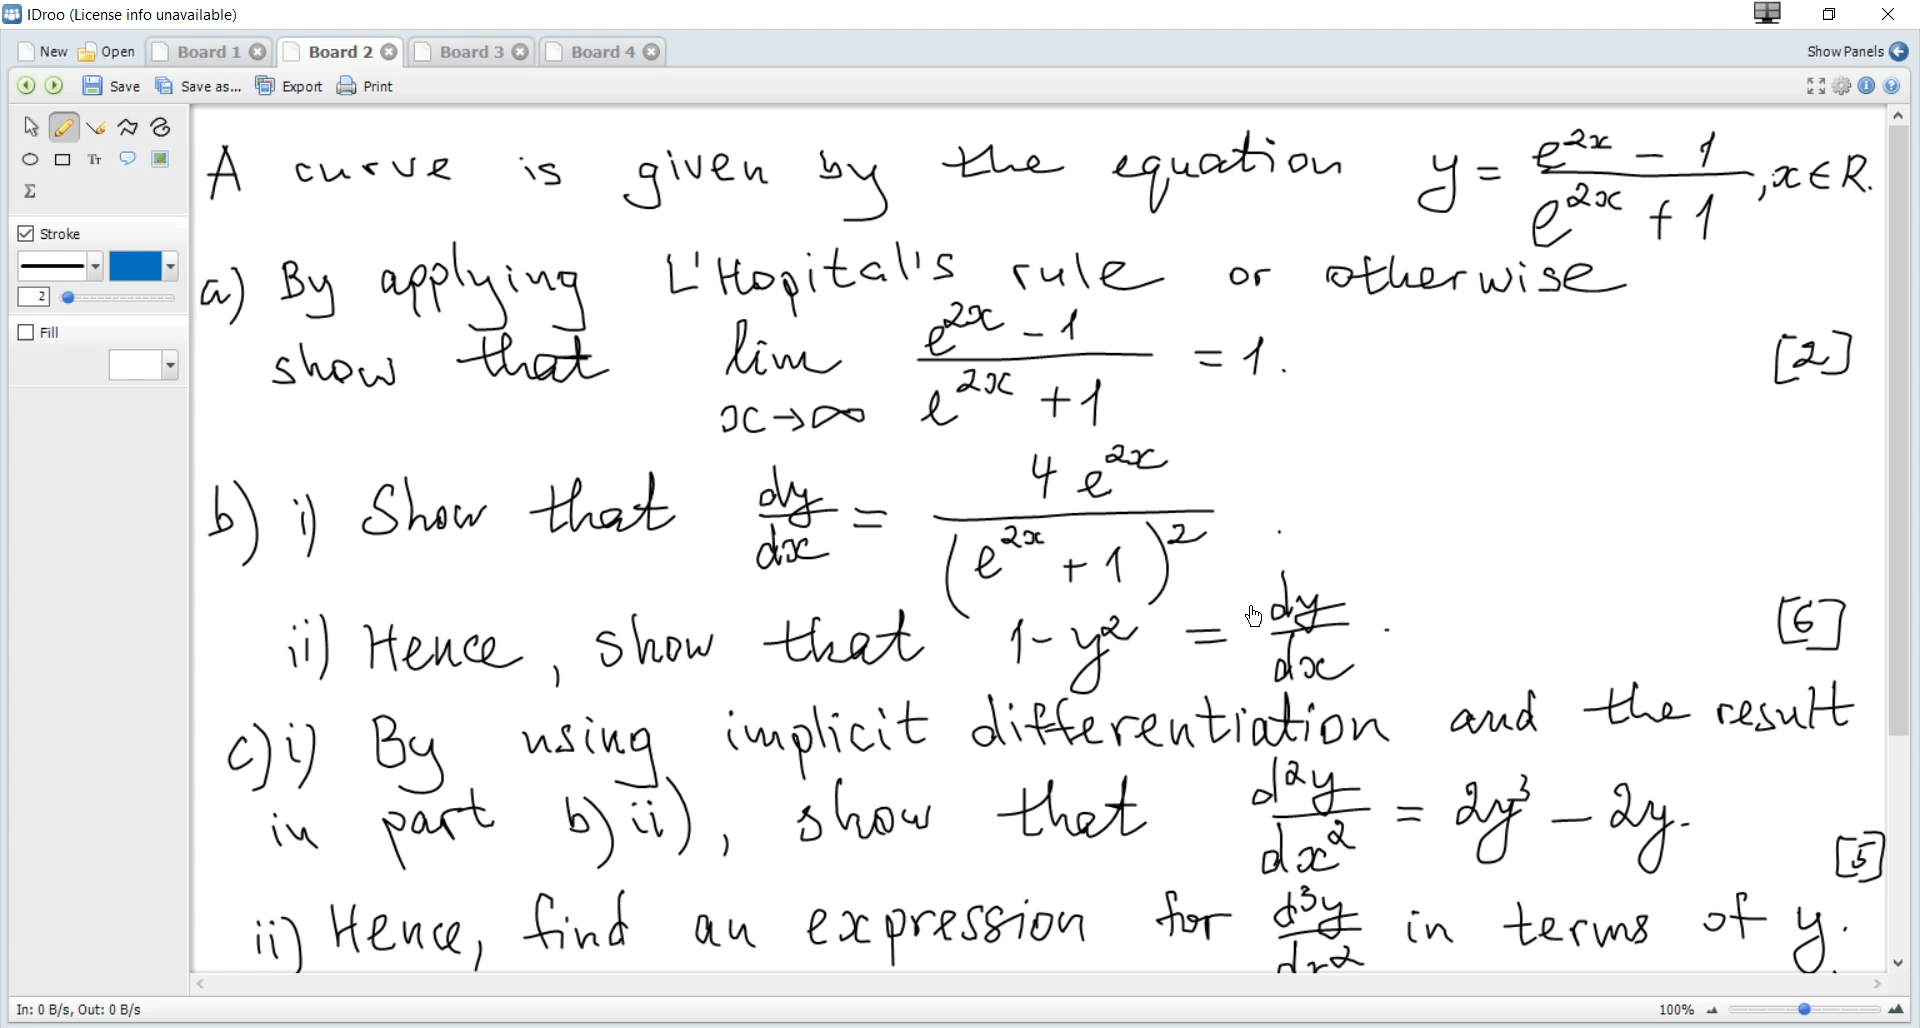 IDroo (License info unavailable)
New Open Board 1 Board 2 Board 3 Board 4 Show Panels
Save Save as... Export Print
Tт
Σ
Stroke
2
Fill
A curve is given by the equation y = (e^2x - 1)/(e^2x + 1), x ∈ R.
a) By applying L'Hopital's rule or otherwise
show that lim x→∞ (e^2x - 1)/(e^2x + 1) = 1. [2]
b) i) Show that dy/dx = 4e^2x/(e^2x + 1)^2.
ii) Hence, show that 1 - y^2 = dy/dx. [6]
c) i) By using implicit differentiation and the result
in part b) ii), show that d^2y/dx^2 = 2y^3 - 2y. [5]
ii) Hence, find an expression for d^3y/dx^2 in terms of y.
In: 0 B/s, Out: 0 B/s 100%